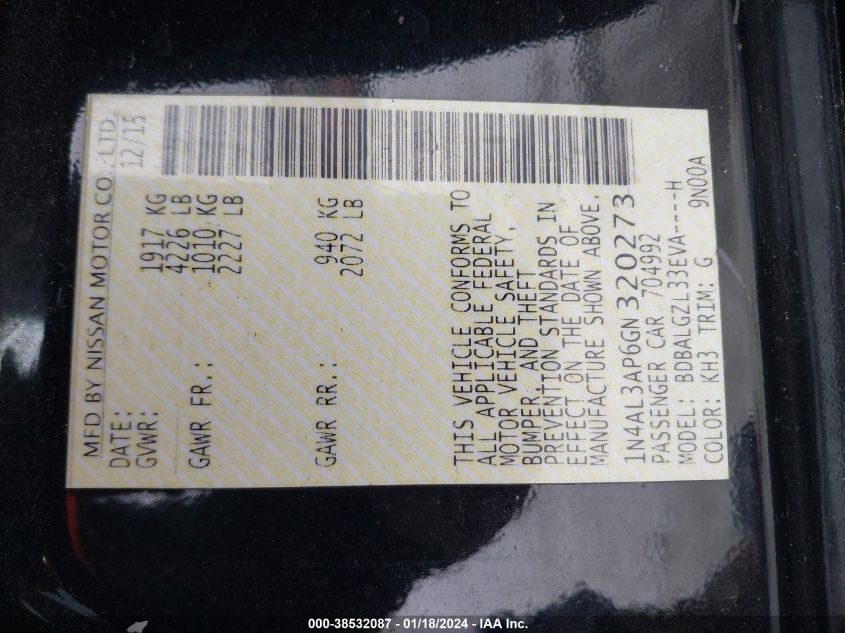 MFD BY NISSAN MOTOR CO., LTD.
DATE: 12/15
GVWR: 1917 KG
4226 LB
GAWR FR.: 1010 KG
2227 LB
GAWR RR.: 940 KG
2072 LB
THIS VEHICLE CONFORMS TO
ALL APPLICABLE FEDERAL
MOTOR VEHICLE SAFETY,
BUMPER, AND THEFT
PREVENTION STANDARDS IN
EFFECT ON THE DATE OF
MANUFACTURE SHOWN ABOVE.
1N4AL3AP6GN320273
PASSENGER CAR 704992
MODEL: BDBALGZL33EVA----H
COLOR: KH3 TRIM: G 9N00A
000-38532087 - 01/18/2024 - IAA Inc.